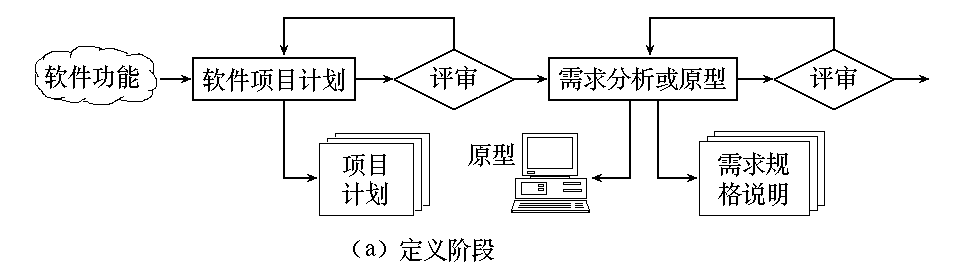 软件功能
软件项目计划
评审
需求分析或原型
评审
项目
计划
原型
需求规
格说明
（a）定义阶段